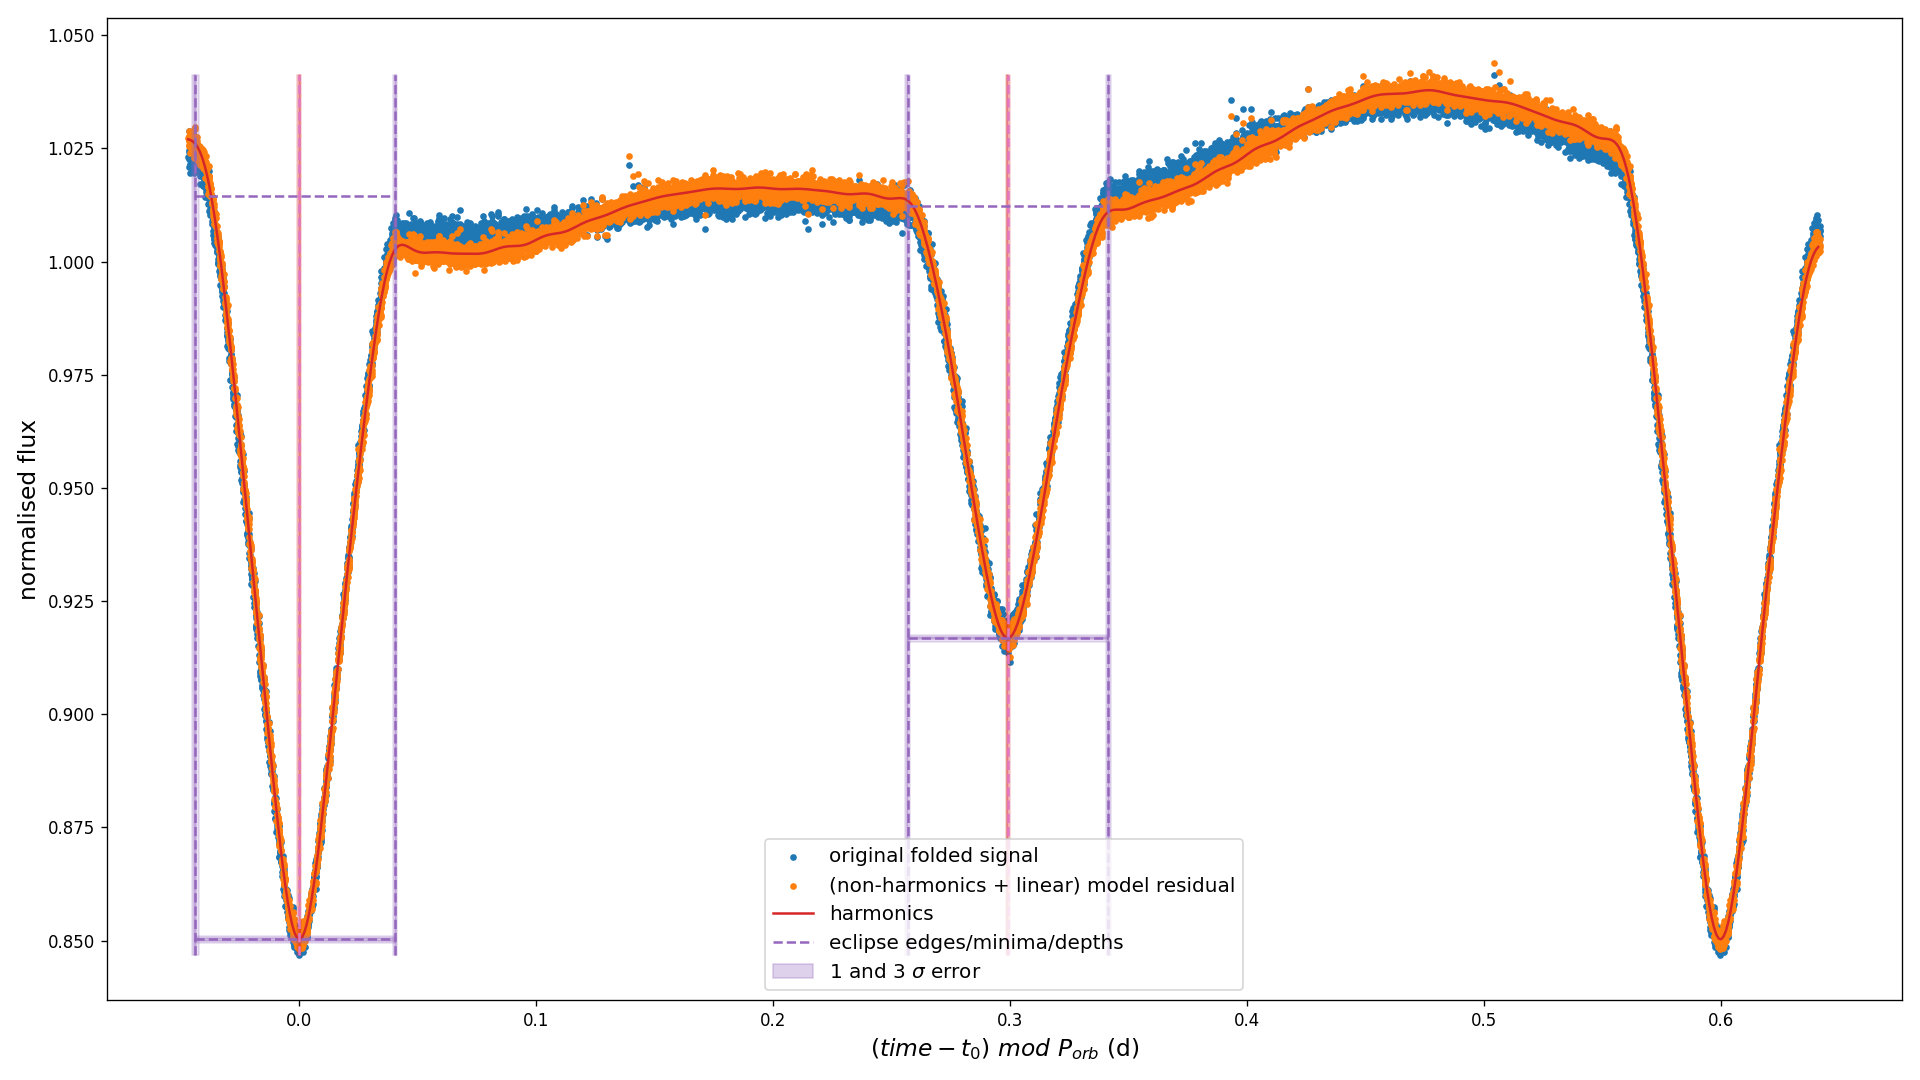 1.050
1.025
1.000
0.975
0.950
0.925
0.900
0.875
0.850
normalised flux
original folded signal
(non-harmonics + linear) model residual
harmonics
eclipse edges/minima/depths
1 and 3 σ error
0.0 0.1 0.2 0.3 0.4 0.5 0.6
(time − t₀) mod Pₒᵣb (d)